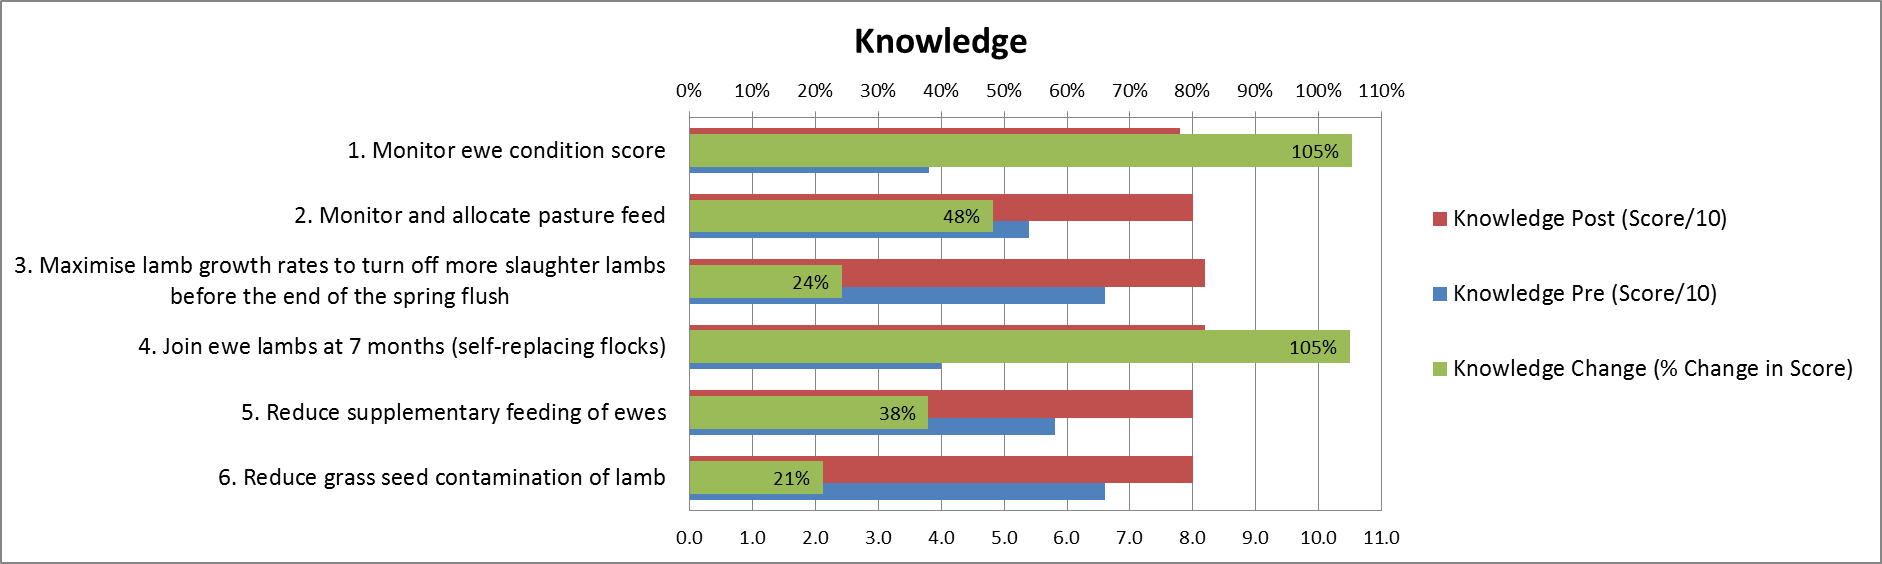 Knowledge
0% 10% 20% 30% 40% 50% 60% 70% 80% 90% 100% 110%
1. Monitor ewe condition score
105%
2. Monitor and allocate pasture feed
48%
3. Maximise lamb growth rates to turn off more slaughter lambs
before the end of the spring flush
24%
4. Join ewe lambs at 7 months (self-replacing flocks)
105%
5. Reduce supplementary feeding of ewes
38%
6. Reduce grass seed contamination of lamb
21%
0.0 1.0 2.0 3.0 4.0 5.0 6.0 7.0 8.0 9.0 10.0 11.0
Knowledge Post (Score/10)
Knowledge Pre (Score/10)
Knowledge Change (% Change in Score)